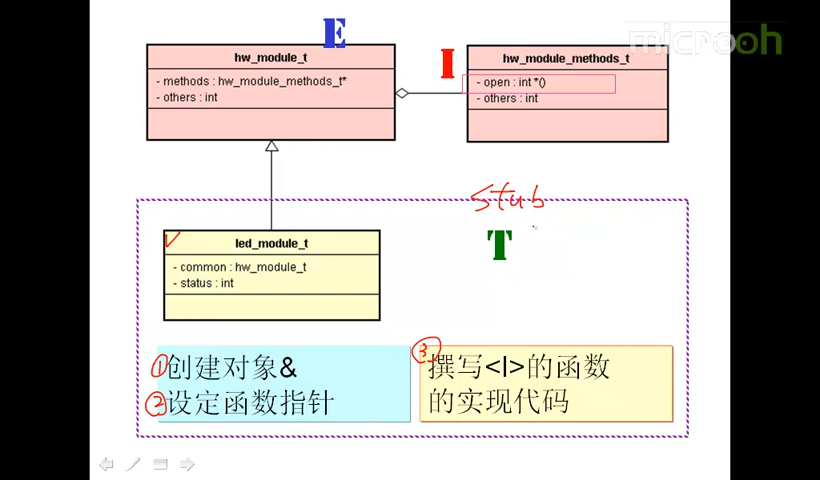 microoh
E
hw_module_t
- methods : hw_module_methods_t*
- others : int
I
hw_module_methods_t
- open : int *()
- others : int
stub
T
led_module_t
- common : hw_module_t
- status : int
①创建对象&
②设定函数指针
③撰写<I>的函数
的实现代码